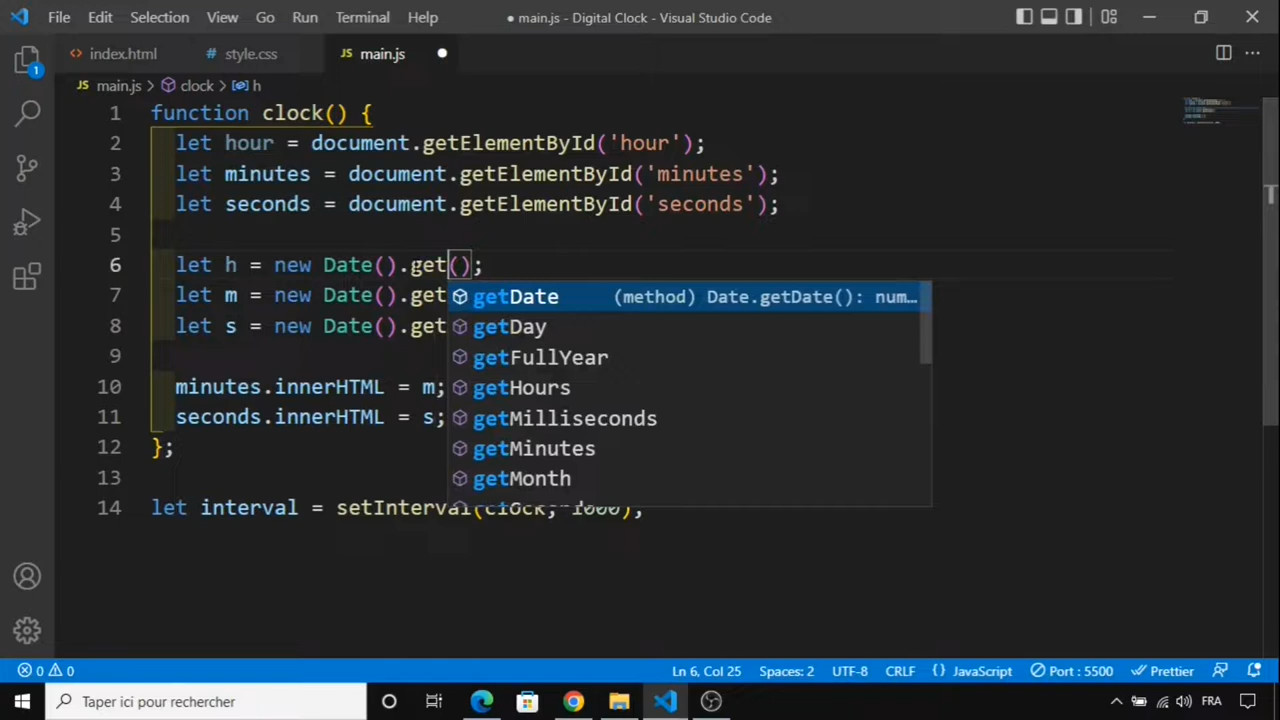 File Edit Selection View Go Run Terminal Help ● main.js - Digital Clock - Visual Studio Code
<> index.html # style.css JS main.js ●
JS main.js > clock > h
1 function clock() {
2 let hour = document.getElementById('hour');
3 let minutes = document.getElementById('minutes');
4 let seconds = document.getElementById('seconds');
5
6 let h = new Date().get();
7 let m = new Date().get
8 let s = new Date().get
9
10 minutes.innerHTML = m;
11 seconds.innerHTML = s;
12 };
13
14 let interval = setInterval(clock, 1000);
getDate (method) Date.getDate(): num…
getDay
getFullYear
getHours
getMilliseconds
getMinutes
getMonth
1
0 0 Ln 6, Col 25 Spaces: 2 UTF-8 CRLF {} JavaScript Port : 5500 Prettier
Taper ici pour rechercher FRA